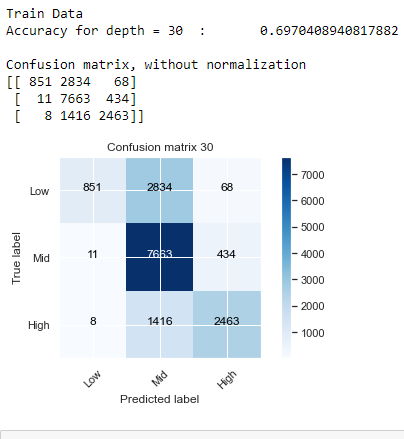 Train Data
Accuracy for depth = 30  :       0.6970408940817882
Confusion matrix, without normalization
[[ 851 2834   68]
 [  11 7663  434]
 [   8 1416 2463]]
Confusion matrix 30
Low 851 2834 68
Mid 11 7663 434
High 8 1416 2463
True label
Low Mid High
Predicted label
7000
6000
5000
4000
3000
2000
1000